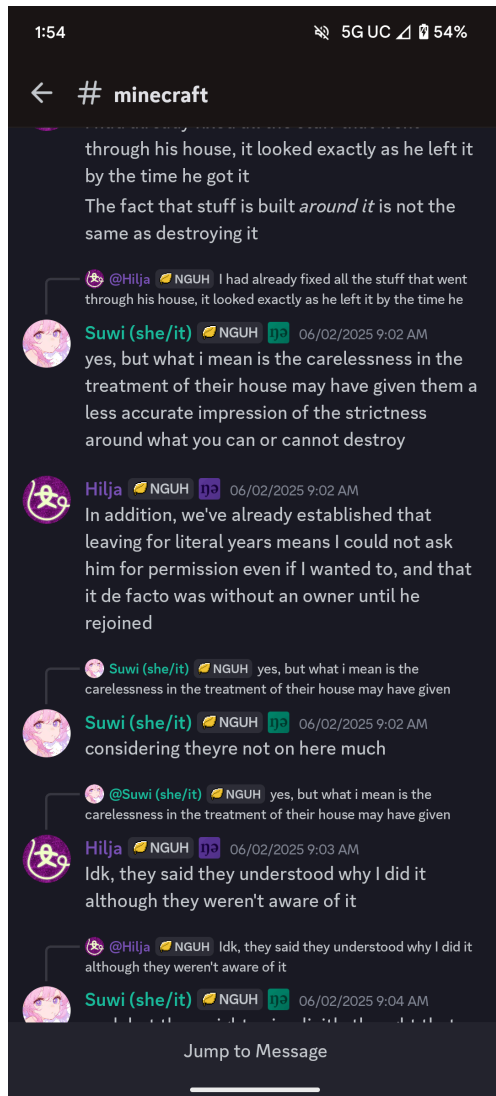 1:54 5G UC 54%
# minecraft
through his house, it looked exactly as he left it
by the time he got it
The fact that stuff is built around it is not the
same as destroying it
@Hilja NGUH I had already fixed all the stuff that went
through his house, it looked exactly as he left it by the time he
Suwi (she/it) NGUH ŋə 06/02/2025 9:02 AM
yes, but what i mean is the carelessness in the
treatment of their house may have given them a
less accurate impression of the strictness
around what you can or cannot destroy
Hilja NGUH ŋə 06/02/2025 9:02 AM
In addition, we've already established that
leaving for literal years means I could not ask
him for permission even if I wanted to, and that
it de facto was without an owner until he
rejoined
Suwi (she/it) NGUH yes, but what i mean is the
carelessness in the treatment of their house may have given
Suwi (she/it) NGUH ŋə 06/02/2025 9:02 AM
considering theyre not on here much
@Suwi (she/it) NGUH yes, but what i mean is the
carelessness in the treatment of their house may have given
Hilja NGUH ŋə 06/02/2025 9:03 AM
Idk, they said they understood why I did it
although they weren't aware of it
@Hilja NGUH Idk, they said they understood why I did it
although they weren't aware of it
Suwi (she/it) NGUH ŋə 06/02/2025 9:04 AM
Jump to Message